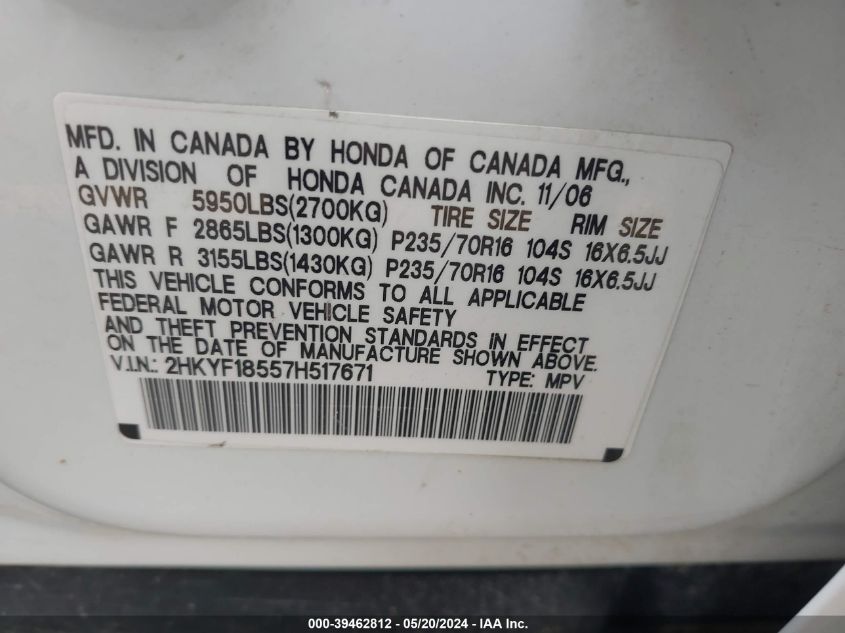 MFD. IN CANADA BY HONDA OF CANADA MFG.,
A DIVISION OF HONDA CANADA INC. 11/06
GVWR 5950LBS(2700KG) TIRE SIZE RIM SIZE
GAWR F 2865LBS(1300KG) P235/70R16 104S 16X6.5JJ
GAWR R 3155LBS(1430KG) P235/70R16 104S 16X6.5JJ
THIS VEHICLE CONFORMS TO ALL APPLICABLE
FEDERAL MOTOR VEHICLE SAFETY
AND THEFT PREVENTION STANDARDS IN EFFECT
ON THE DATE OF MANUFACTURE SHOWN ABOVE.
V.I.N.: 2HKYF18557H517671 TYPE: MPV
000-39462812 - 05/20/2024 - IAA Inc.